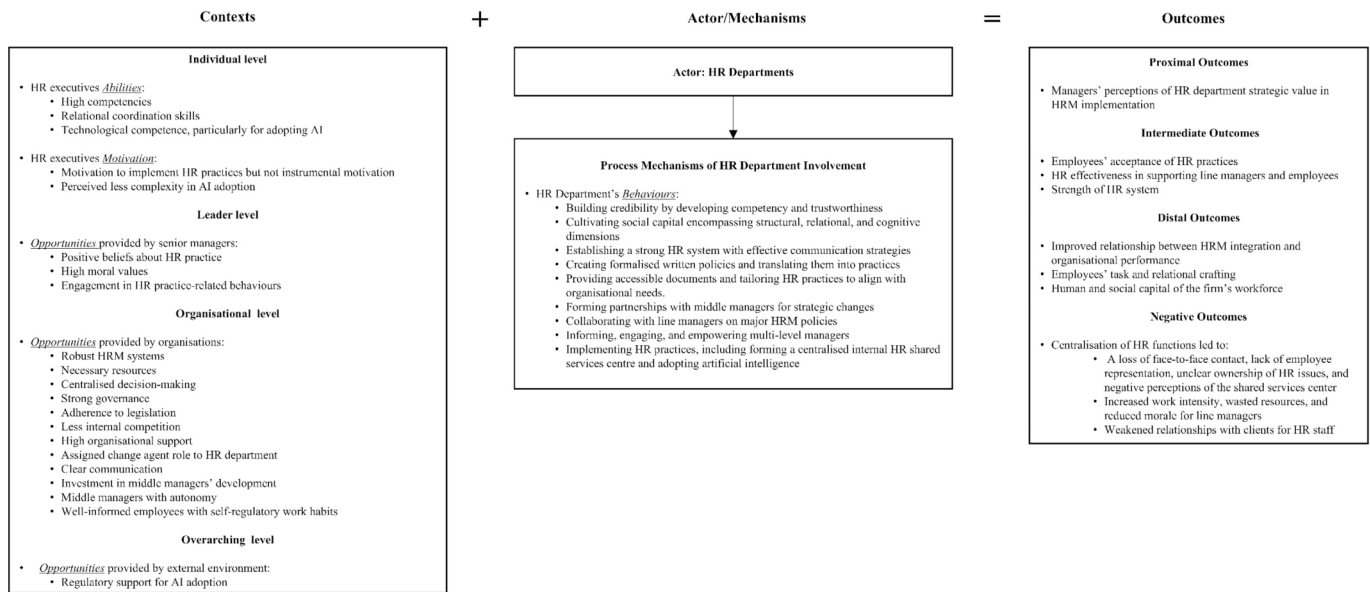 Contexts
+
Actor/Mechanisms
=
Outcomes
Individual level
• HR executives Abilities:
• High competencies
• Relational coordination skills
• Technological competence, particularly for adopting AI
• HR executives Motivation:
• Motivation to implement HR practices but not instrumental motivation
• Perceived less complexity in AI adoption
Leader level
• Opportunities provided by senior managers:
• Positive beliefs about HR practice
• High moral values
• Engagement in HR practice-related behaviours
Organisational level
• Opportunities provided by organisations:
• Robust HRM systems
• Necessary resources
• Centralised decision-making
• Strong governance
• Adherence to legislation
• Less internal competition
• High organisational support
• Assigned change agent role to HR department
• Clear communication
• Investment in middle managers' development
• Middle managers with autonomy
• Well-informed employees with self-regulatory work habits
Overarching level
• Opportunities provided by external environment:
• Regulatory support for AI adoption
Actor: HR Departments
Process Mechanisms of HR Department Involvement
• HR Department's Behaviours:
• Building credibility by developing competency and trustworthiness
• Cultivating social capital encompassing structural, relational, and cognitive
dimensions
• Establishing a strong HR system with effective communication strategies
• Creating formalised written policies and translating them into practices
• Providing accessible documents and tailoring HR practices to align with
organisational needs.
• Forming partnerships with middle managers for strategic changes
• Collaborating with line managers on major HRM policies
• Informing, engaging, and empowering multi-level managers
• Implementing HR practices, including forming a centralised internal HR shared
services centre and adopting artificial intelligence
Proximal Outcomes
• Managers' perceptions of HR department strategic value in
HRM implementation
Intermediate Outcomes
• Employees' acceptance of HR practices
• HR effectiveness in supporting line managers and employees
• Strength of HR system
Distal Outcomes
• Improved relationship between HRM integration and
organisational performance
• Employees' task and relational crafting
• Human and social capital of the firm's workforce
Negative Outcomes
• Centralisation of HR functions led to:
• A loss of face-to-face contact, lack of employee
representation, unclear ownership of HR issues, and
negative perceptions of the shared services center
• Increased work intensity, wasted resources, and
reduced morale for line managers
• Weakened relationships with clients for HR staff